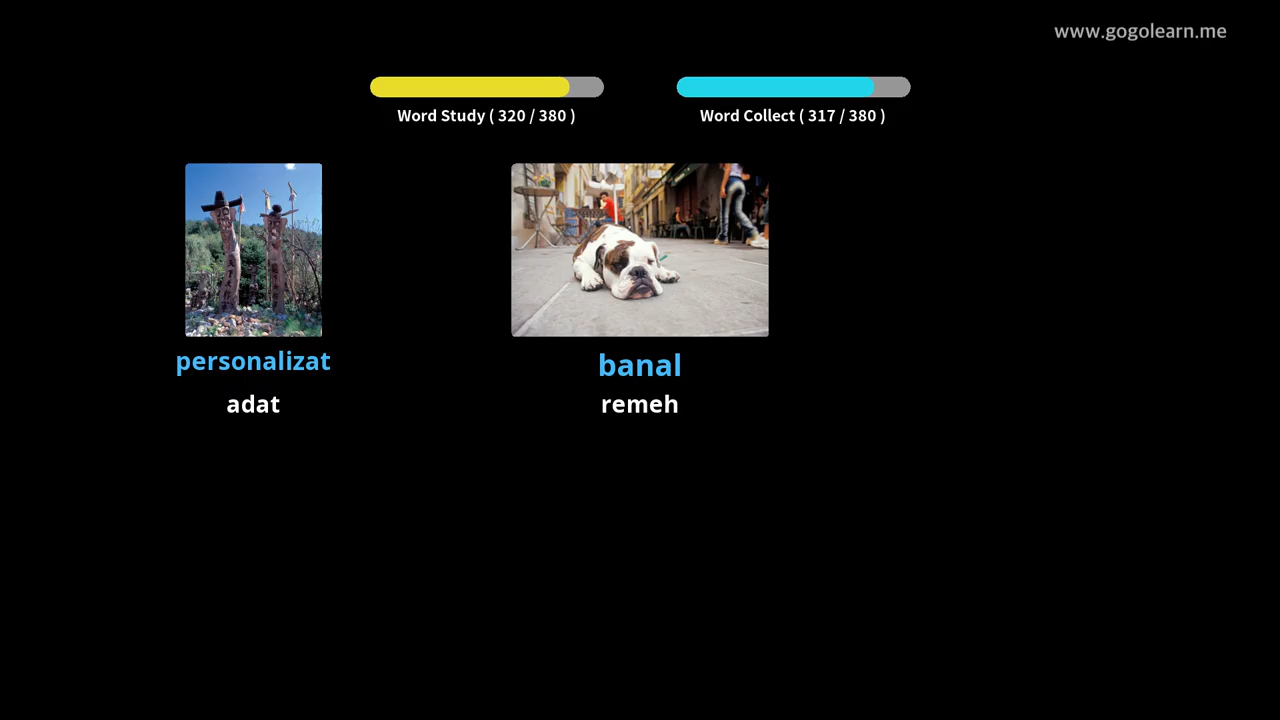 www.gogolearn.me
Word Study ( 320 / 380 )
Word Collect ( 317 / 380 )
personalizat
adat
banal
remeh